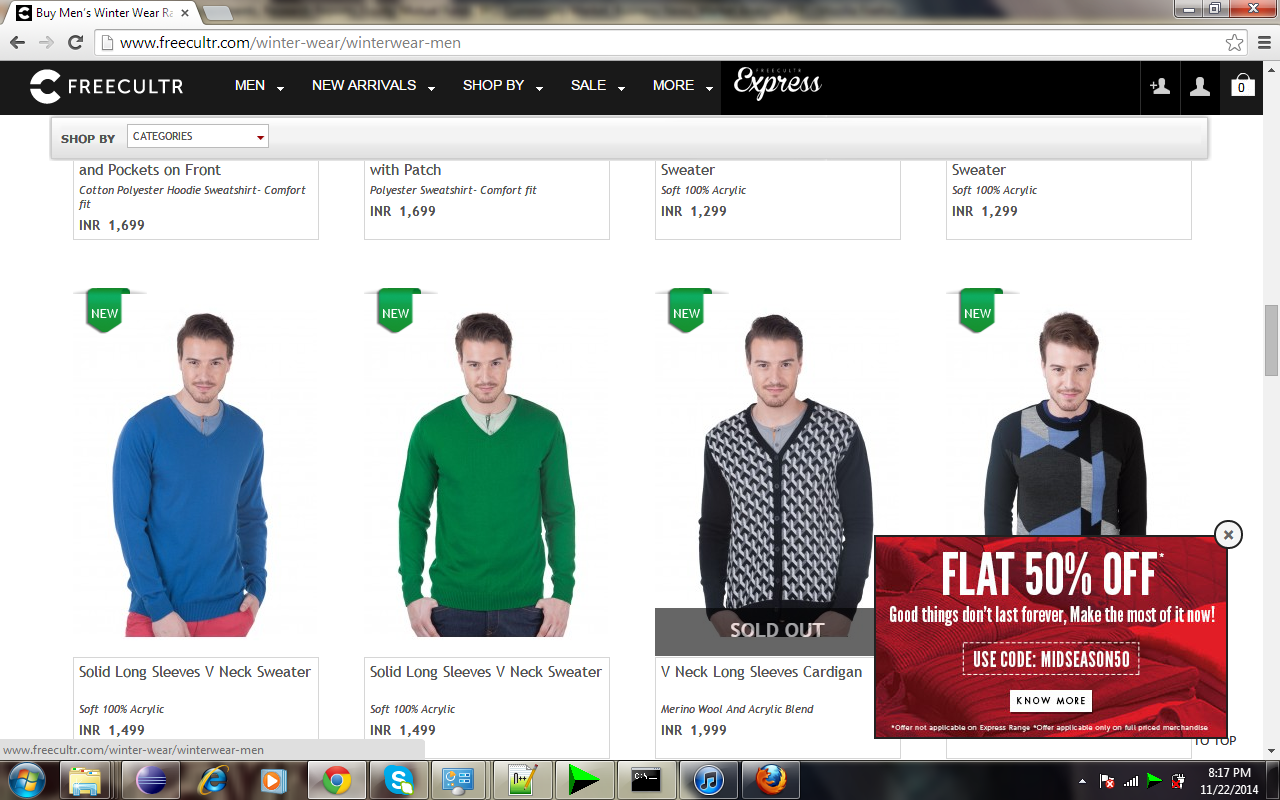 Buy Men's Winter Wear Ra
www.freecultr.com/winter-wear/winterwear-men
FREECULTR
MEN
NEW ARRIVALS
SHOP BY
SALE
MORE
FREECULTR
Express
0
SHOP BY
CATEGORIES
and Pockets on Front
Cotton Polyester Hoodie Sweatshirt- Comfort
fit
INR 1,699
with Patch
Polyester Sweatshirt- Comfort fit
INR 1,699
Sweater
Soft 100% Acrylic
INR 1,299
Sweater
Soft 100% Acrylic
INR 1,299
NEW
NEW
NEW
NEW
SOLD OUT
Solid Long Sleeves V Neck Sweater
Soft 100% Acrylic
INR 1,499
Solid Long Sleeves V Neck Sweater
Soft 100% Acrylic
INR 1,499
V Neck Long Sleeves Cardigan
Merino Wool And Acrylic Blend
INR 1,999
FLAT 50% OFF*
Good things don't last forever, Make the most of it now!
USE CODE: MIDSEASON50
KNOW MORE
*Offer not applicable on Express Range *Offer applicable only on full priced merchandise
TO TOP
www.freecultr.com/winter-wear/winterwear-men
8:17 PM
11/22/2014